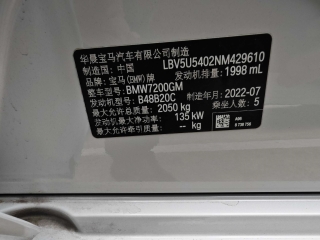 华晨宝马汽车有限公司制造
制造国：中国 LBV5U5402NM429610
品牌：宝马(BMW)牌 发动机排量：1998 mL
整车型号：BMW7200GM
发动机型号：B48B20C 制造年月：2022-07
最大允许总质量：2050 kg 乘坐人数：5
发动机最大净功率：135 kW
最大允许牵引质量：-- kg